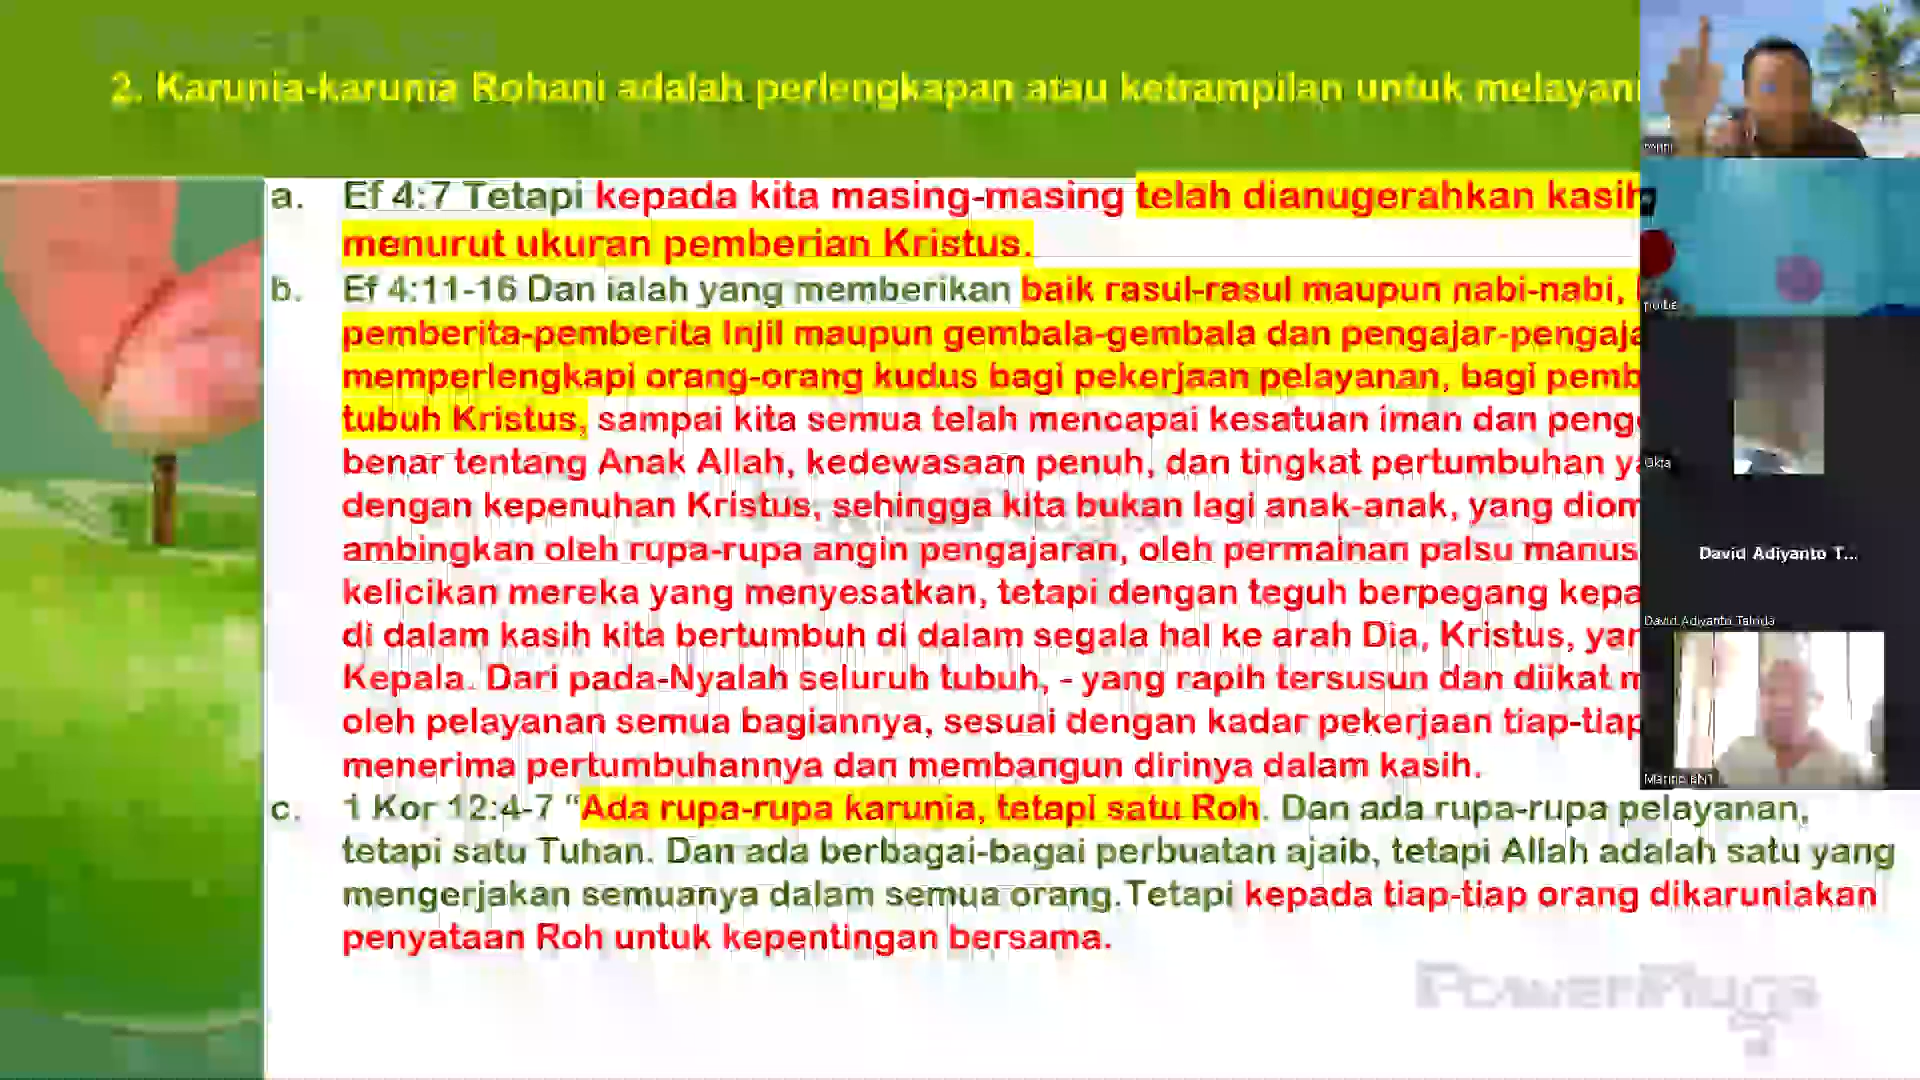 2. Karunia-karunia Rohani adalah perlengkapan atau ketrampilan untuk melayani
a. Ef 4:7 Tetapi kepada kita masing-masing telah dianugerahkan kasih
menurut ukuran pemberian Kristus.
b. Ef 4:11-16 Dan ialah yang memberikan baik rasul-rasul maupun nabi-nabi,
pemberita-pemberita Injil maupun gembala-gembala dan pengajar-pengaja
memperlengkapi orang-orang kudus bagi pekerjaan pelayanan, bagi pemb
tubuh Kristus, sampai kita semua telah mencapai kesatuan iman dan peng
benar tentang Anak Allah, kedewasaan penuh, dan tingkat pertumbuhan y
dengan kepenuhan Kristus, sehingga kita bukan lagi anak-anak, yang diom
ambingkan oleh rupa-rupa angin pengajaran, oleh permainan palsu manus
kelicikan mereka yang menyesatkan, tetapi dengan teguh berpegang kepa
di dalam kasih kita bertumbuh di dalam segala hal ke arah Dia, Kristus, yan
Kepala. Dari pada-Nyalah seluruh tubuh, - yang rapih tersusun dan diikat m
oleh pelayanan semua bagiannya, sesuai dengan kadar pekerjaan tiap-tiap
menerima pertumbuhannya dan membangun dirinya dalam kasih.
c. 1 Kor 12:4-7 “Ada rupa-rupa karunia, tetapi satu Roh. Dan ada rupa-rupa pelayanan,
tetapi satu Tuhan. Dan ada berbagai-bagai perbuatan ajaib, tetapi Allah adalah satu yang
mengerjakan semuanya dalam semua orang.Tetapi kepada tiap-tiap orang dikaruniakan
penyataan Roh untuk kepentingan bersama.
PowerPlugs
Okta
David Adiyanto T...
David Adiyanto